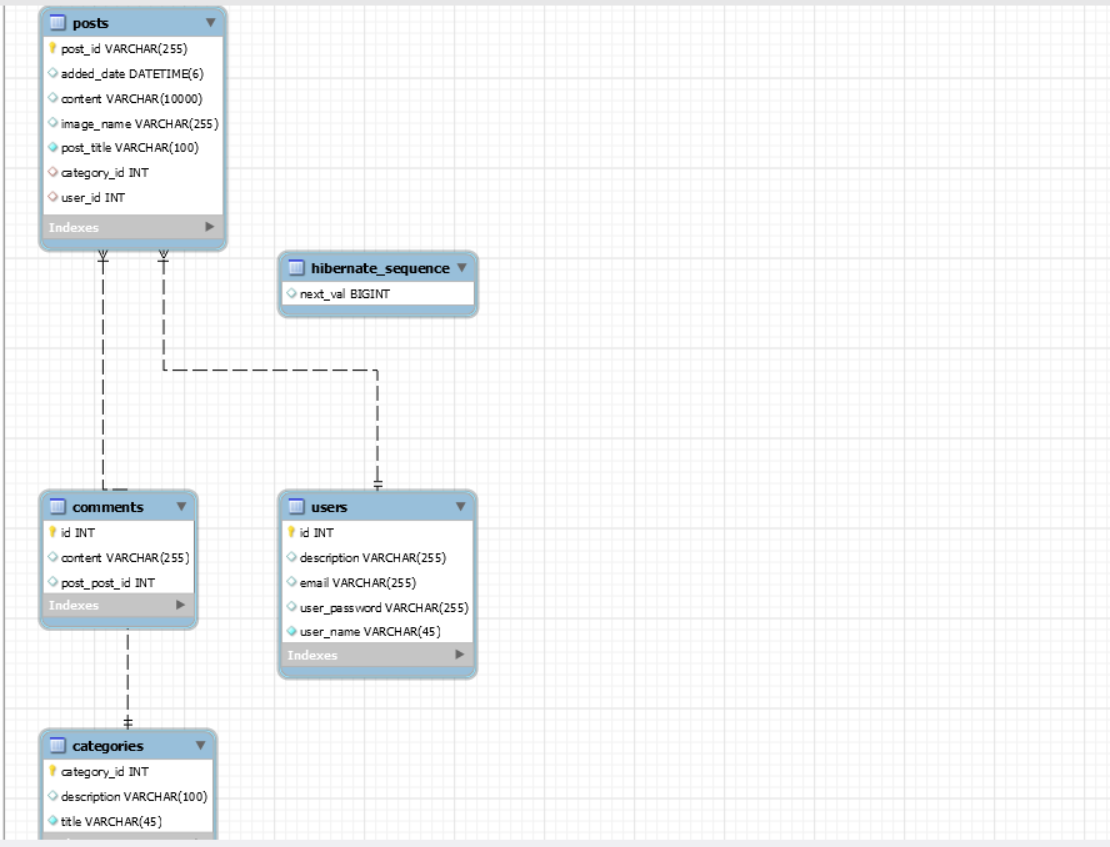 posts
post_id VARCHAR(255)
added_date DATETIME(6)
content VARCHAR(10000)
image_name VARCHAR(255)
post_title VARCHAR(100)
category_id INT
user_id INT
Indexes
hibernate_sequence
next_val BIGINT
comments
id INT
content VARCHAR(255)
post_post_id INT
Indexes
users
id INT
description VARCHAR(255)
email VARCHAR(255)
user_password VARCHAR(255)
user_name VARCHAR(45)
Indexes
categories
category_id INT
description VARCHAR(100)
title VARCHAR(45)